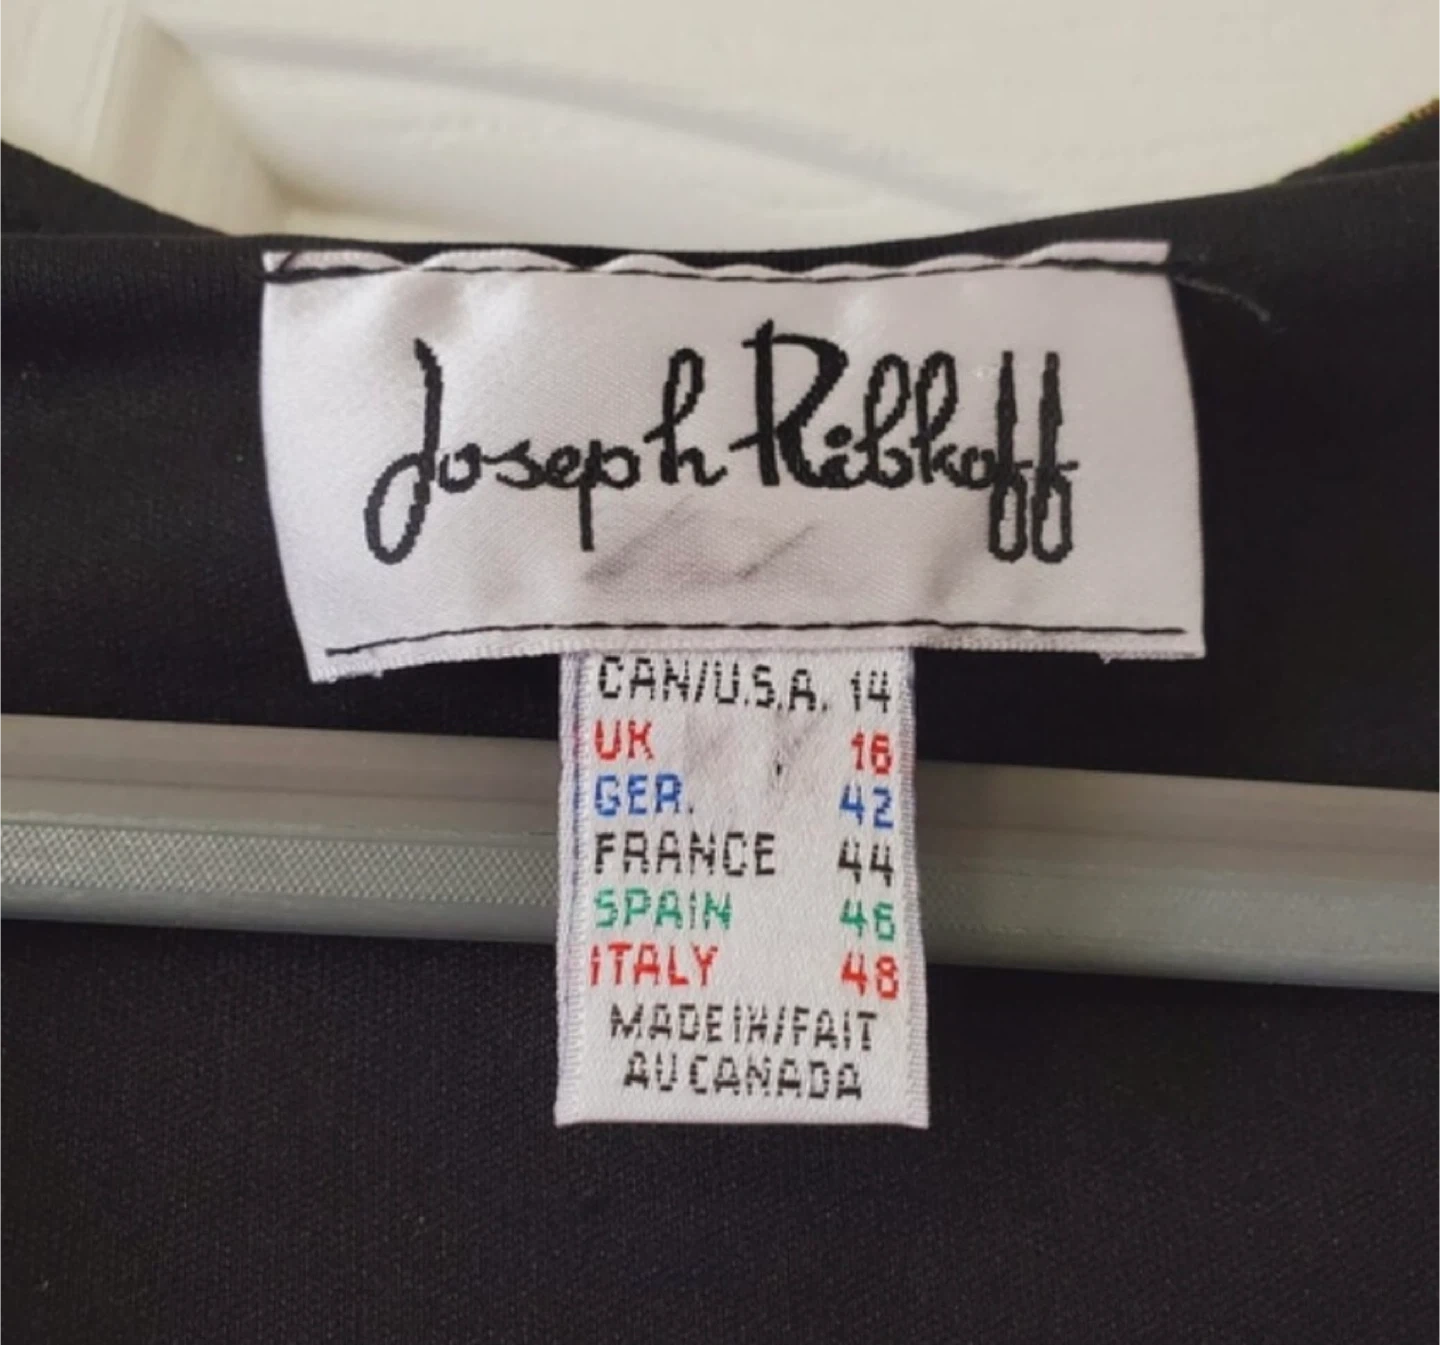 Joseph Ribkoff
CAN/U.S.A. 14
UK 16
GER. 42
FRANCE 44
SPAIN 46
ITALY 48
MADE IN/FAIT
AU CANADA